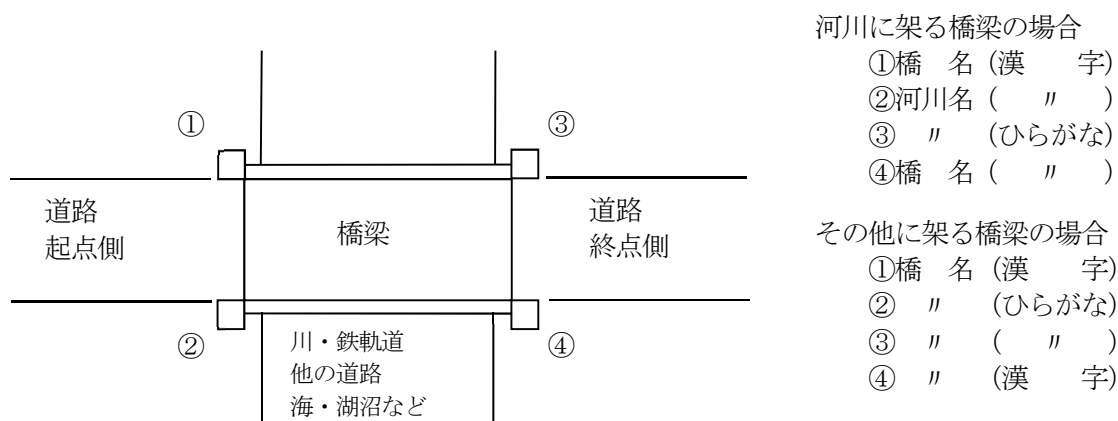 ①
③
道路
起点側
橋梁
道路
終点側
②
④
川・鉄軌道
他の道路
海・湖沼など
河川に架る橋梁の場合
①橋　名（漢　　字）
②河川名（　〃　）
③　〃　（ひらがな）
④橋　名（　〃　）
その他に架る橋梁の場合
①橋　名（漢　　字）
②　〃　（ひらがな）
③　〃　（　〃　）
④　〃　（漢　　字）